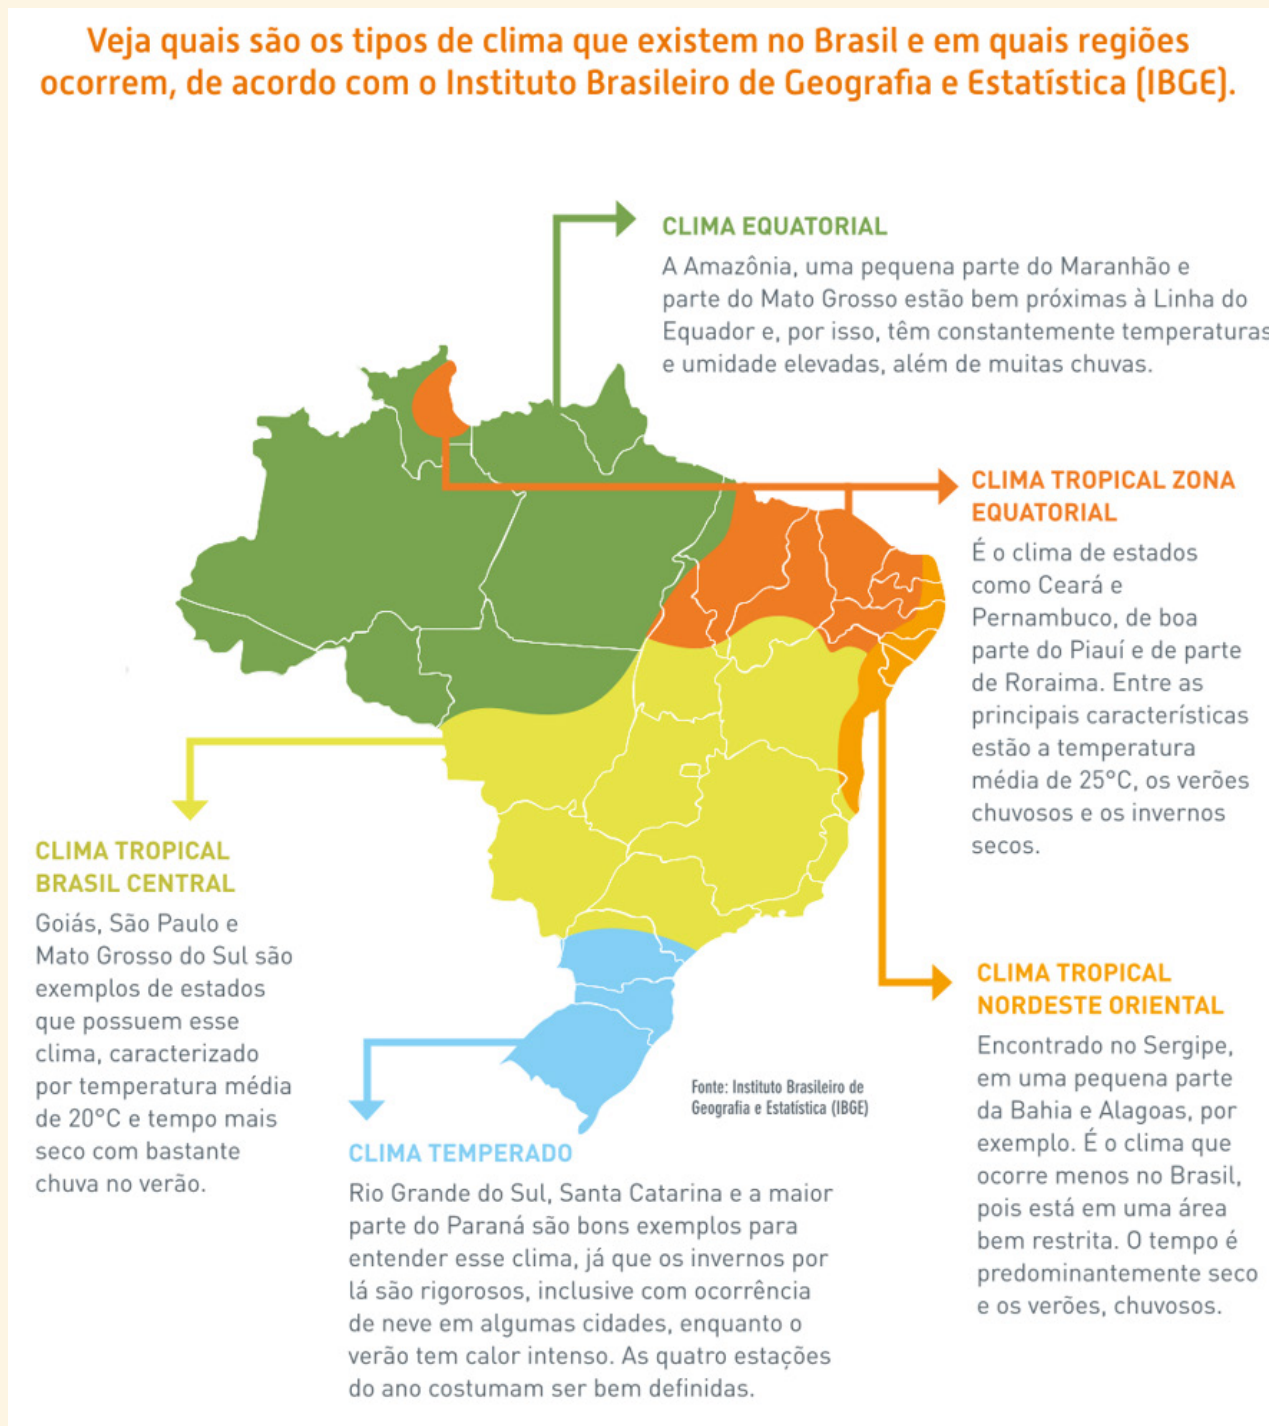 Veja quais são os tipos de clima que existem no Brasil e em quais regiões
ocorrem, de acordo com o Instituto Brasileiro de Geografia e Estatística (IBGE).
CLIMA EQUATORIAL
A Amazônia, uma pequena parte do Maranhão e
parte do Mato Grosso estão bem próximas à Linha do
Equador e, por isso, têm constantemente temperaturas
e umidade elevadas, além de muitas chuvas.
CLIMA TROPICAL ZONA
EQUATORIAL
É o clima de estados
como Ceará e
Pernambuco, de boa
parte do Piauí e de parte
de Roraima. Entre as
principais características
estão a temperatura
média de 25°C, os verões
chuvosos e os invernos
secos.
CLIMA TROPICAL
BRASIL CENTRAL
Goiás, São Paulo e
Mato Grosso do Sul são
exemplos de estados
que possuem esse
clima, caracterizado
por temperatura média
de 20°C e tempo mais
seco com bastante
chuva no verão.
CLIMA TROPICAL
NORDESTE ORIENTAL
Encontrado no Sergipe,
em uma pequena parte
da Bahia e Alagoas, por
exemplo. É o clima que
ocorre menos no Brasil,
pois está em uma área
bem restrita. O tempo é
predominantemente seco
e os verões, chuvosos.
Fonte: Instituto Brasileiro de
Geografia e Estatística (IBGE)
CLIMA TEMPERADO
Rio Grande do Sul, Santa Catarina e a maior
parte do Paraná são bons exemplos para
entender esse clima, já que os invernos por
lá são rigorosos, inclusive com ocorrência
de neve em algumas cidades, enquanto o
verão tem calor intenso. As quatro estações
do ano costumam ser bem definidas.